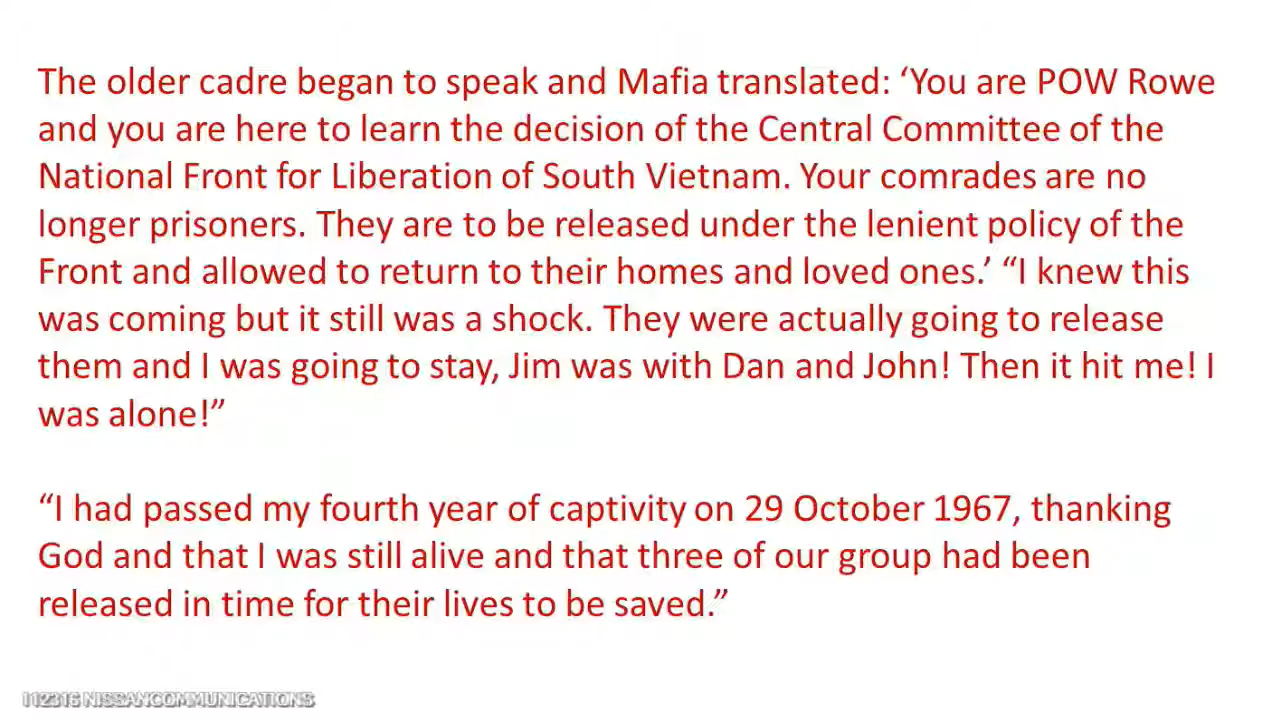 The older cadre began to speak and Mafia translated: ‘You are POW Rowe
and you are here to learn the decision of the Central Committee of the
National Front for Liberation of South Vietnam. Your comrades are no
longer prisoners. They are to be released under the lenient policy of the
Front and allowed to return to their homes and loved ones.’ “I knew this
was coming but it still was a shock. They were actually going to release
them and I was going to stay, Jim was with Dan and John! Then it hit me! I
was alone!”
“I had passed my fourth year of captivity on 29 October 1967, thanking
God and that I was still alive and that three of our group had been
released in time for their lives to be saved.”
112316 NISSANCOMMUNICATIONS